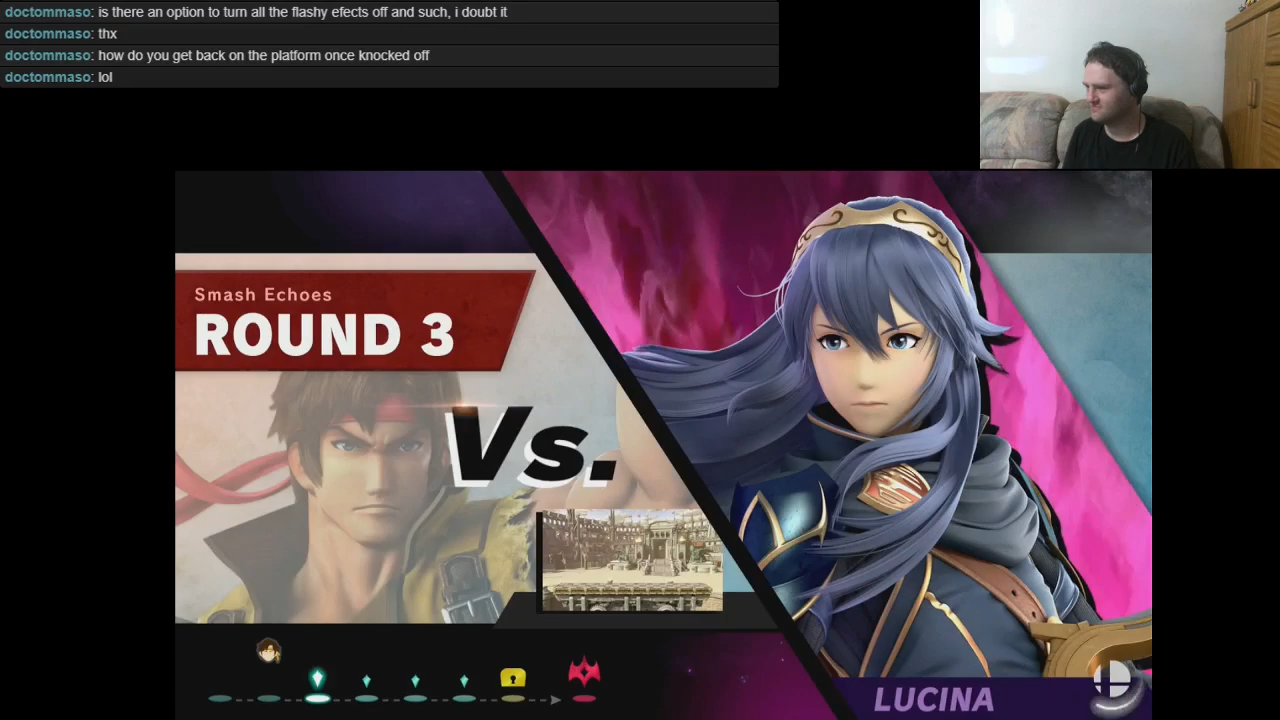 doctommaso: is there an option to turn all the flashy efects off and such, i doubt it
doctommaso: thx
doctommaso: how do you get back on the platform once knocked off
doctommaso: lol
Smash Echoes
ROUND 3
Vs.
LUCINA